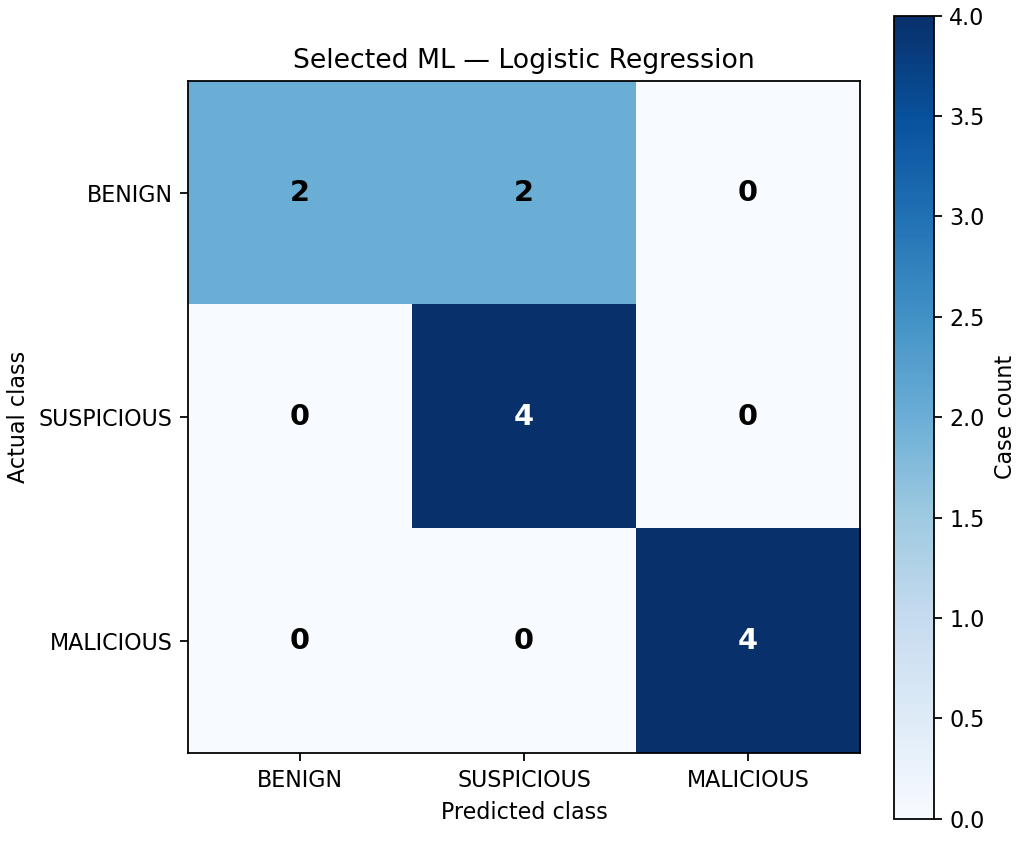 Selected ML — Logistic Regression
Actual class
BENIGN
2 2 0
SUSPICIOUS
0 4 0
MALICIOUS
0 0 4
BENIGN SUSPICIOUS MALICIOUS
Predicted class
4.0
3.5
3.0
2.5
2.0
1.5
1.0
0.5
0.0
Case count